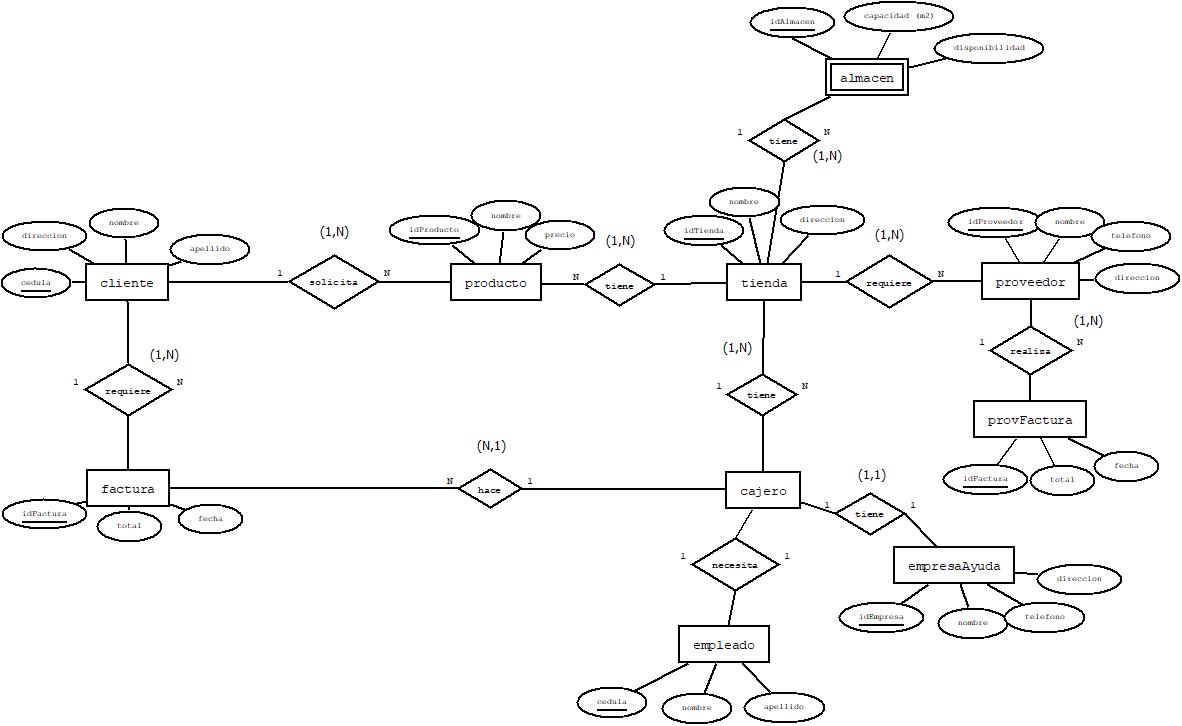 idAlmacen
capacidad (m2)
disponibilidad
almacen
1
tiene
N
(1,N)
direccion
nombre
apellido
cedula
cliente
(1,N)
1
solicita
N
idProducto
nombre
precio
producto
(1,N)
N
tiene
1
nombre
idTienda
direccion
tienda
(1,N)
1
requiere
N
idProveedor
nombre
telefono
direccion
proveedor
(1,N)
1
realiza
N
provFactura
idFactura
total
fecha
(1,N)
1
requiere
N
(1,N)
1
tiene
N
factura
idFactura
total
fecha
(N,1)
N
hace
1
cajero
(1,1)
1
tiene
1
empresaAyuda
direccion
idEmpresa
nombre
telefono
1
necesita
1
empleado
cedula
nombre
apellido